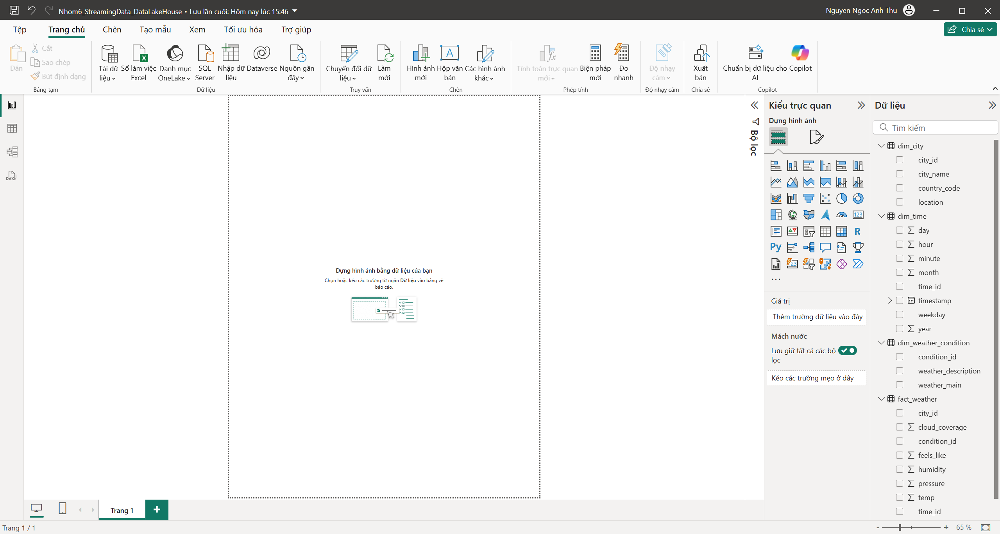 Nhom6_StreamingData_DataLakeHouse • Lưu lần cuối: Hôm nay lúc 15:46
Nguyen Ngoc Anh Thu
Tệp
Trang chủ
Chèn
Tạo mẫu
Xem
Tối ưu hóa
Trợ giúp
Chia sẻ
Dán
Cắt
Sao chép
Bút định dạng
Bảng tạm
Tải dữ
liệu
Sổ làm việc
Excel
Danh mục
OneLake
SQL
Server
Nhập dữ
liệu
Dataverse
Nguồn gần
đây
Dữ liệu
Chuyển đổi dữ
liệu
Làm
mới
Truy vấn
Hình ảnh
mới
A
Hộp văn
bản
Các hình ảnh
khác
Chèn
Tính toán trực quan
mới
Biện pháp
mới
Đo
nhanh
Phép tính
Độ nhạy
cảm
Độ nhạy cảm
Xuất
bản
Chia sẻ
Chuẩn bị dữ liệu cho
AI
Copilot
Copilot
DAX
Dựng hình ảnh bằng dữ liệu của bạn
Chọn hoặc kéo các trường từ ngăn Dữ liệu vào bảng vẽ
báo cáo.
Bộ lọc
Kiểu trực quan
Dựng hình ảnh
123
R
Py
123
Giá trị
Thêm trường dữ liệu vào đây
Mách nước
Lưu giữ tất cả các bộ
lọc
Kéo các trường mẹo ở đây
Dữ liệu
Tìm kiếm
dim_city
city_id
city_name
country_code
location
dim_time
∑ day
∑ hour
∑ minute
∑ month
time_id
timestamp
weekday
∑ year
dim_weather_condition
condition_id
weather_description
weather_main
fact_weather
city_id
∑ cloud_coverage
condition_id
∑ feels_like
∑ humidity
∑ pressure
∑ temp
time_id
Trang 1
Trang 1 / 1
- + 65 %